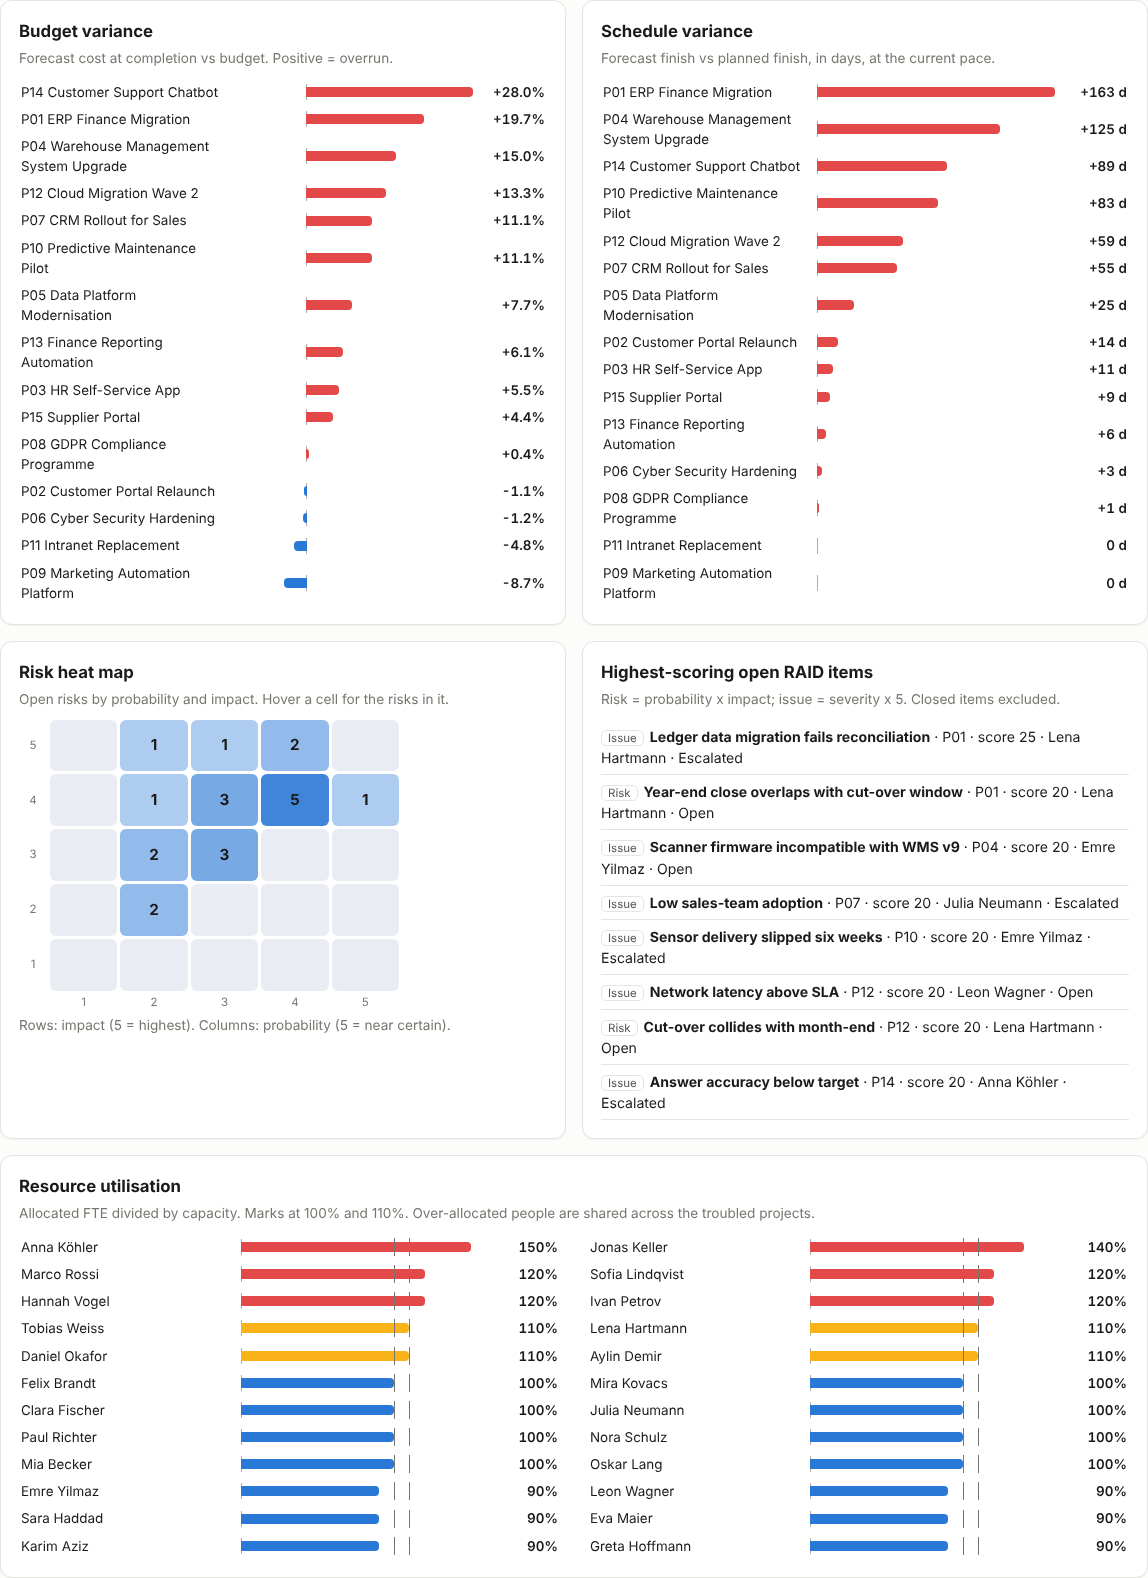 Budget variance
Forecast cost at completion vs budget. Positive = overrun.
P14 Customer Support Chatbot +28.0%
P01 ERP Finance Migration +19.7%
P04 Warehouse Management
System Upgrade +15.0%
P12 Cloud Migration Wave 2 +13.3%
P07 CRM Rollout for Sales +11.1%
P10 Predictive Maintenance
Pilot +11.1%
P05 Data Platform
Modernisation +7.7%
P13 Finance Reporting
Automation +6.1%
P03 HR Self-Service App +5.5%
P15 Supplier Portal +4.4%
P08 GDPR Compliance
Programme +0.4%
P02 Customer Portal Relaunch -1.1%
P06 Cyber Security Hardening -1.2%
P11 Intranet Replacement -4.8%
P09 Marketing Automation
Platform -8.7%
Schedule variance
Forecast finish vs planned finish, in days, at the current pace.
P01 ERP Finance Migration +163 d
P04 Warehouse Management
System Upgrade +125 d
P14 Customer Support Chatbot +89 d
P10 Predictive Maintenance
Pilot +83 d
P12 Cloud Migration Wave 2 +59 d
P07 CRM Rollout for Sales +55 d
P05 Data Platform
Modernisation +25 d
P02 Customer Portal Relaunch +14 d
P03 HR Self-Service App +11 d
P15 Supplier Portal +9 d
P13 Finance Reporting
Automation +6 d
P06 Cyber Security Hardening +3 d
P08 GDPR Compliance
Programme +1 d
P11 Intranet Replacement 0 d
P09 Marketing Automation
Platform 0 d
Risk heat map
Open risks by probability and impact. Hover a cell for the risks in it.
5 1 1 2
4 1 3 5 1
3 2 3
2 2
1
1 2 3 4 5
Rows: impact (5 = highest). Columns: probability (5 = near certain).
Highest-scoring open RAID items
Risk = probability x impact; issue = severity x 5. Closed items excluded.
Issue Ledger data migration fails reconciliation · P01 · score 25 · Lena
Hartmann · Escalated
Risk Year-end close overlaps with cut-over window · P01 · score 20 · Lena
Hartmann · Open
Issue Scanner firmware incompatible with WMS v9 · P04 · score 20 · Emre
Yilmaz · Open
Issue Low sales-team adoption · P07 · score 20 · Julia Neumann · Escalated
Issue Sensor delivery slipped six weeks · P10 · score 20 · Emre Yilmaz ·
Escalated
Issue Network latency above SLA · P12 · score 20 · Leon Wagner · Open
Risk Cut-over collides with month-end · P12 · score 20 · Lena Hartmann ·
Open
Issue Answer accuracy below target · P14 · score 20 · Anna Köhler ·
Escalated
Resource utilisation
Allocated FTE divided by capacity. Marks at 100% and 110%. Over-allocated people are shared across the troubled projects.
Anna Köhler 150% Jonas Keller 140%
Marco Rossi 120% Sofia Lindqvist 120%
Hannah Vogel 120% Ivan Petrov 120%
Tobias Weiss 110% Lena Hartmann 110%
Daniel Okafor 110% Aylin Demir 110%
Felix Brandt 100% Mira Kovacs 100%
Clara Fischer 100% Julia Neumann 100%
Paul Richter 100% Nora Schulz 100%
Mia Becker 100% Oskar Lang 100%
Emre Yilmaz 90% Leon Wagner 90%
Sara Haddad 90% Eva Maier 90%
Karim Aziz 90% Greta Hoffmann 90%